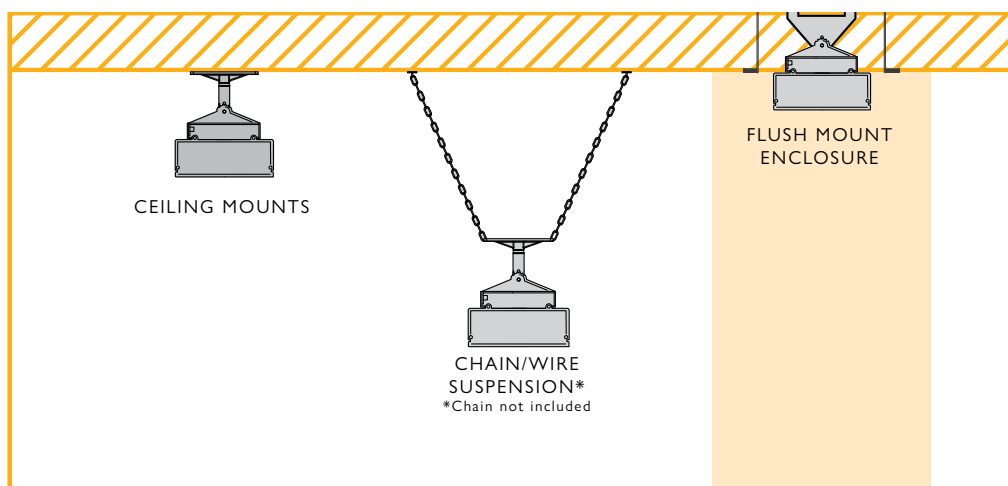 CEILING MOUNTS
CHAIN/WIRE
SUSPENSION*
*Chain not included
FLUSH MOUNT
ENCLOSURE